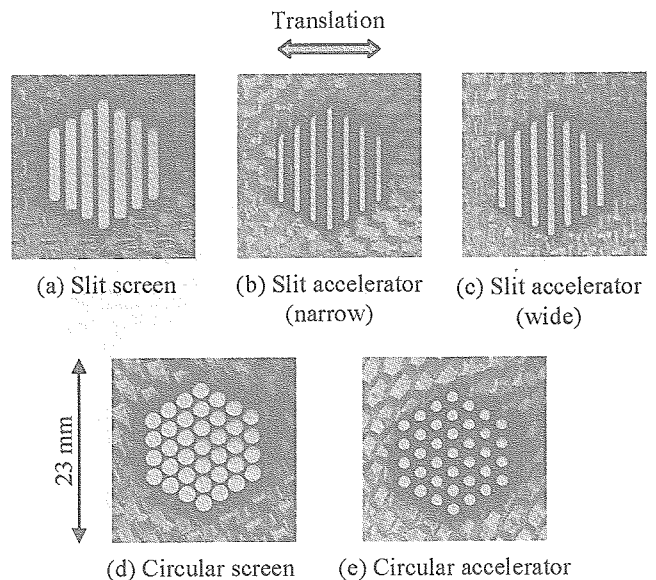 Translation
(a) Slit screen
(b) Slit accelerator
(narrow)
(c) Slit accelerator
(wide)
23 mm
(d) Circular screen
(e) Circular accelerator